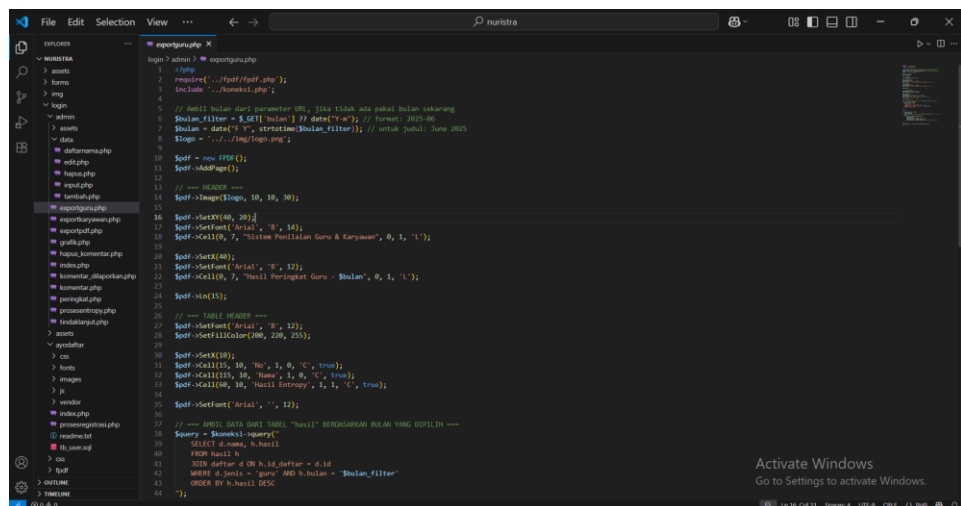 File Edit Selection View ··· ← → nuristra
EXPLORER ···
NURISTRA
> assets
> forms
> img
login
admin
> assets
data
daftarnama.php
edit.php
hapus.php
input.php
tambah.php
exportguru.php
exportkaryawan.php
exportpdf.php
grafik.php
hapus_komentar.php
index.php
komentar_dilaporkan.php
komentar.php
peringkat.php
prosesentropy.php
tindaklanjut.php
> assets
ayodaftar
> css
> fonts
> images
> js
> vendor
index.php
prosesregistrasi.php
readme.txt
tb_user.sql
> css
> fpdf
> OUTLINE
> TIMELINE
exportguru.php ×
login > admin > exportguru.php
1 <?php
2 require('../fpdf/fpdf.php');
3 include '../koneksi.php';
4
5 // Ambil bulan dari parameter URL, jika tidak ada pakai bulan sekarang
6 $bulan_filter = $_GET['bulan'] ?? date("Y-m"); // format: 2025-06
7 $bulan = date("F Y", strtotime($bulan_filter)); // untuk judul: June 2025
8 $logo = '../../img/logo.png';
9
10 $pdf = new FPDF();
11 $pdf->AddPage();
12
13 // === HEADER ===
14 $pdf->Image($logo, 10, 10, 30);
15
16 $pdf->SetXY(40, 20);
17 $pdf->SetFont('Arial', 'B', 14);
18 $pdf->Cell(0, 7, "Sistem Penilaian Guru & Karyawan", 0, 1, 'L');
19
20 $pdf->SetX(40);
21 $pdf->SetFont('Arial', 'B', 12);
22 $pdf->Cell(0, 7, "Hasil Peringkat Guru - $bulan", 0, 1, 'L');
23
24 $pdf->Ln(15);
25
26 // === TABLE HEADER ===
27 $pdf->SetFont('Arial', 'B', 12);
28 $pdf->SetFillColor(200, 220, 255);
29
30 $pdf->SetX(10);
31 $pdf->Cell(15, 10, 'No', 1, 0, 'C', true);
32 $pdf->Cell(115, 10, 'Nama', 1, 0, 'C', true);
33 $pdf->Cell(60, 10, 'Hasil Entropy', 1, 1, 'C', true);
34
35 $pdf->SetFont('Arial', '', 12);
36
37 // === AMBIL DATA DARI TABEL "hasil" BERDASARKAN BULAN YANG DIPILIH ===
38 $query = $koneksi->query("
39 SELECT d.nama, h.hasil
40 FROM hasil h
41 JOIN daftar d ON h.id_daftar = d.id
42 WHERE d.jenis = 'guru' AND h.bulan = '$bulan_filter'
43 ORDER BY h.hasil DESC
44 ");
Activate Windows
Go to Settings to activate Windows.